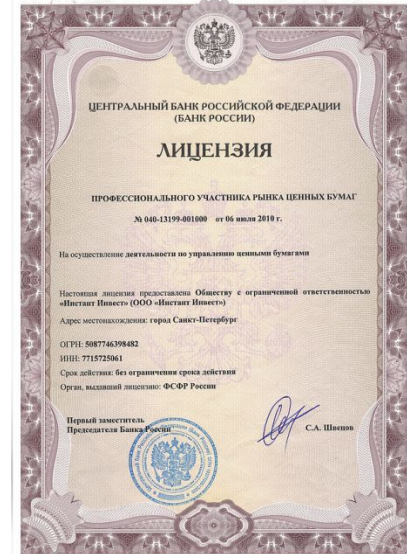 ЦЕНТРАЛЬНЫЙ БАНК РОССИЙСКОЙ ФЕДЕРАЦИИ
(БАНК РОССИИ)
ЛИЦЕНЗИЯ
ПРОФЕССИОНАЛЬНОГО УЧАСТНИКА РЫНКА ЦЕННЫХ БУМАГ
№ 040-13199-001000 от 06 июля 2010 г.
На осуществление деятельности по управлению ценными бумагами
Настоящая лицензия предоставлена Обществу с ограниченной ответственностью
«Инстант Инвест» (ООО «Инстант Инвест»)
Адрес местонахождения: город Санкт-Петербург
ОГРН: 5087746398482
ИНН: 7715725061
Срок действия: без ограничения срока действия
Орган, выдавший лицензию: ФСФР России
Первый заместитель
Председателя Банка России
С.А. Швецов